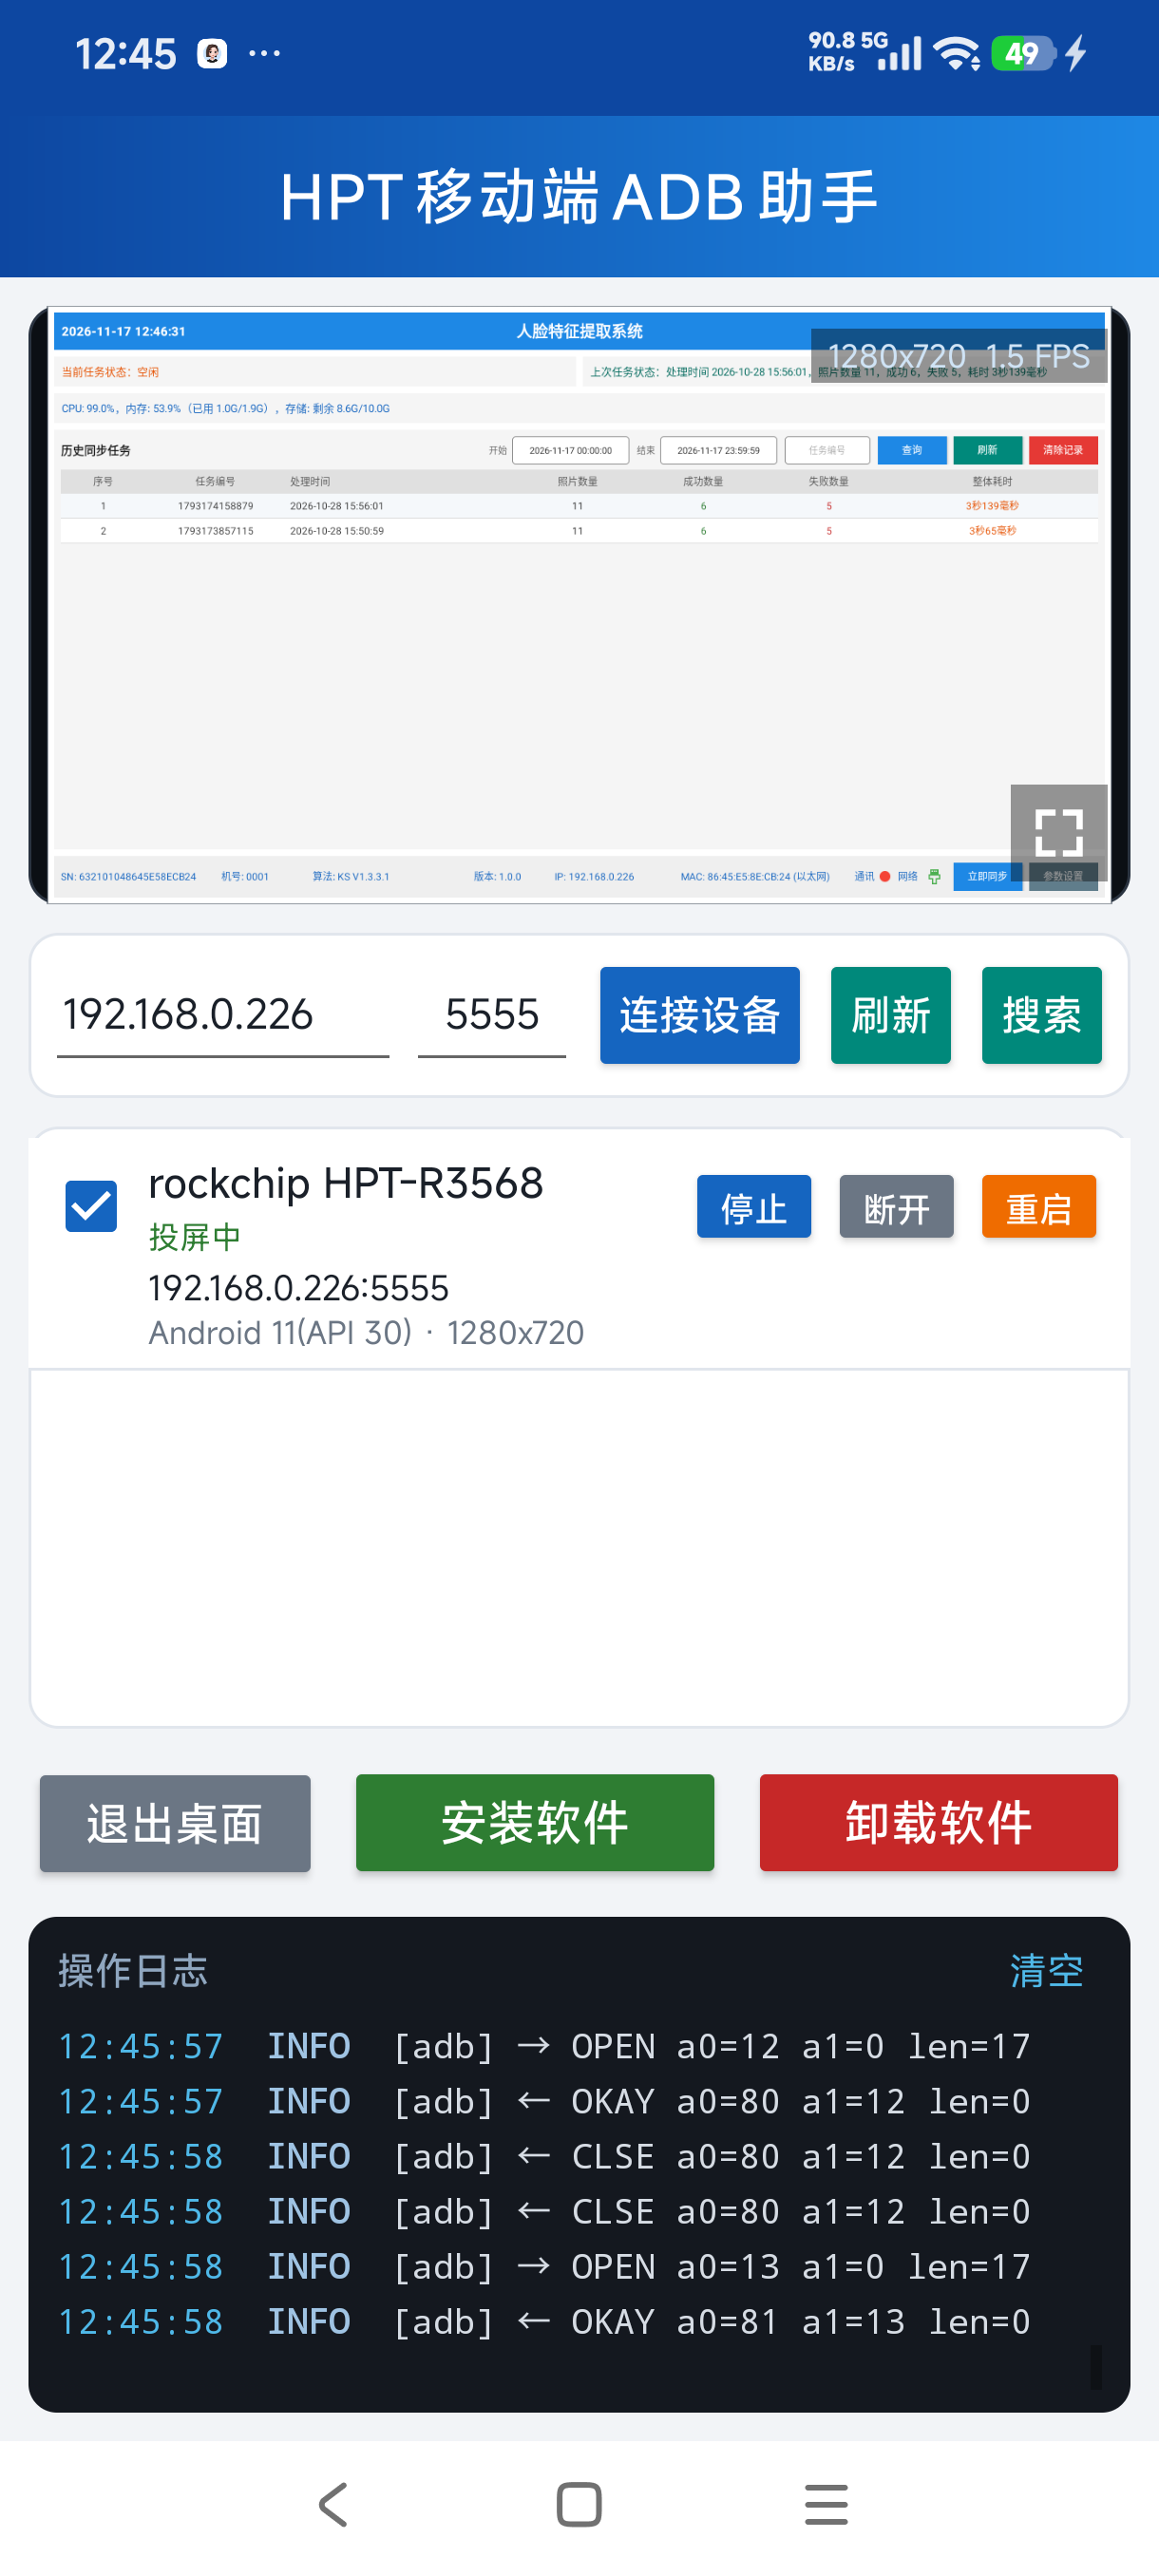 12:45 ··· 90.8 KB/s 5G 49
HPT 移动端 ADB 助手
2026-11-17 12:46:31 人脸特征提取系统
1280x720 1.5 FPS
当前任务状态：空闲 上次任务状态：处理时间 2026-10-28 15:56:01，照片数量 11，成功 6，失败 5，耗时 3秒139毫秒
CPU: 99.0%，内存: 53.9%（已用 1.0G/1.9G），存储: 剩余 8.6G/10.0G
历史同步任务 开始 2026-11-17 00:00:00 结束 2026-11-17 23:59:59 任务编号 查询 刷新 清除记录
序号 任务编号 处理时间 照片数量 成功数量 失败数量 整体耗时
1 1793174158879 2026-10-28 15:56:01 11 6 5 3秒139毫秒
2 1793173857115 2026-10-28 15:50:59 11 6 5 3秒65毫秒
SN: 632101048645E58ECB24 机号: 0001 算法: KS V1.3.3.1 版本: 1.0.0 IP: 192.168.0.226 MAC: 86:45:E5:8E:CB:24 (以太网) 通讯 网络 立即同步 参数设置
192.168.0.226 5555 连接设备 刷新 搜索
rockchip HPT-R3568 停止 断开 重启
投屏中
192.168.0.226:5555
Android 11(API 30) · 1280x720
退出桌面 安装软件 卸载软件
操作日志 清空
12:45:57 INFO [adb] → OPEN a0=12 a1=0 len=17
12:45:57 INFO [adb] ← OKAY a0=80 a1=12 len=0
12:45:58 INFO [adb] ← CLSE a0=80 a1=12 len=0
12:45:58 INFO [adb] ← CLSE a0=80 a1=12 len=0
12:45:58 INFO [adb] → OPEN a0=13 a1=0 len=17
12:45:58 INFO [adb] ← OKAY a0=81 a1=13 len=0